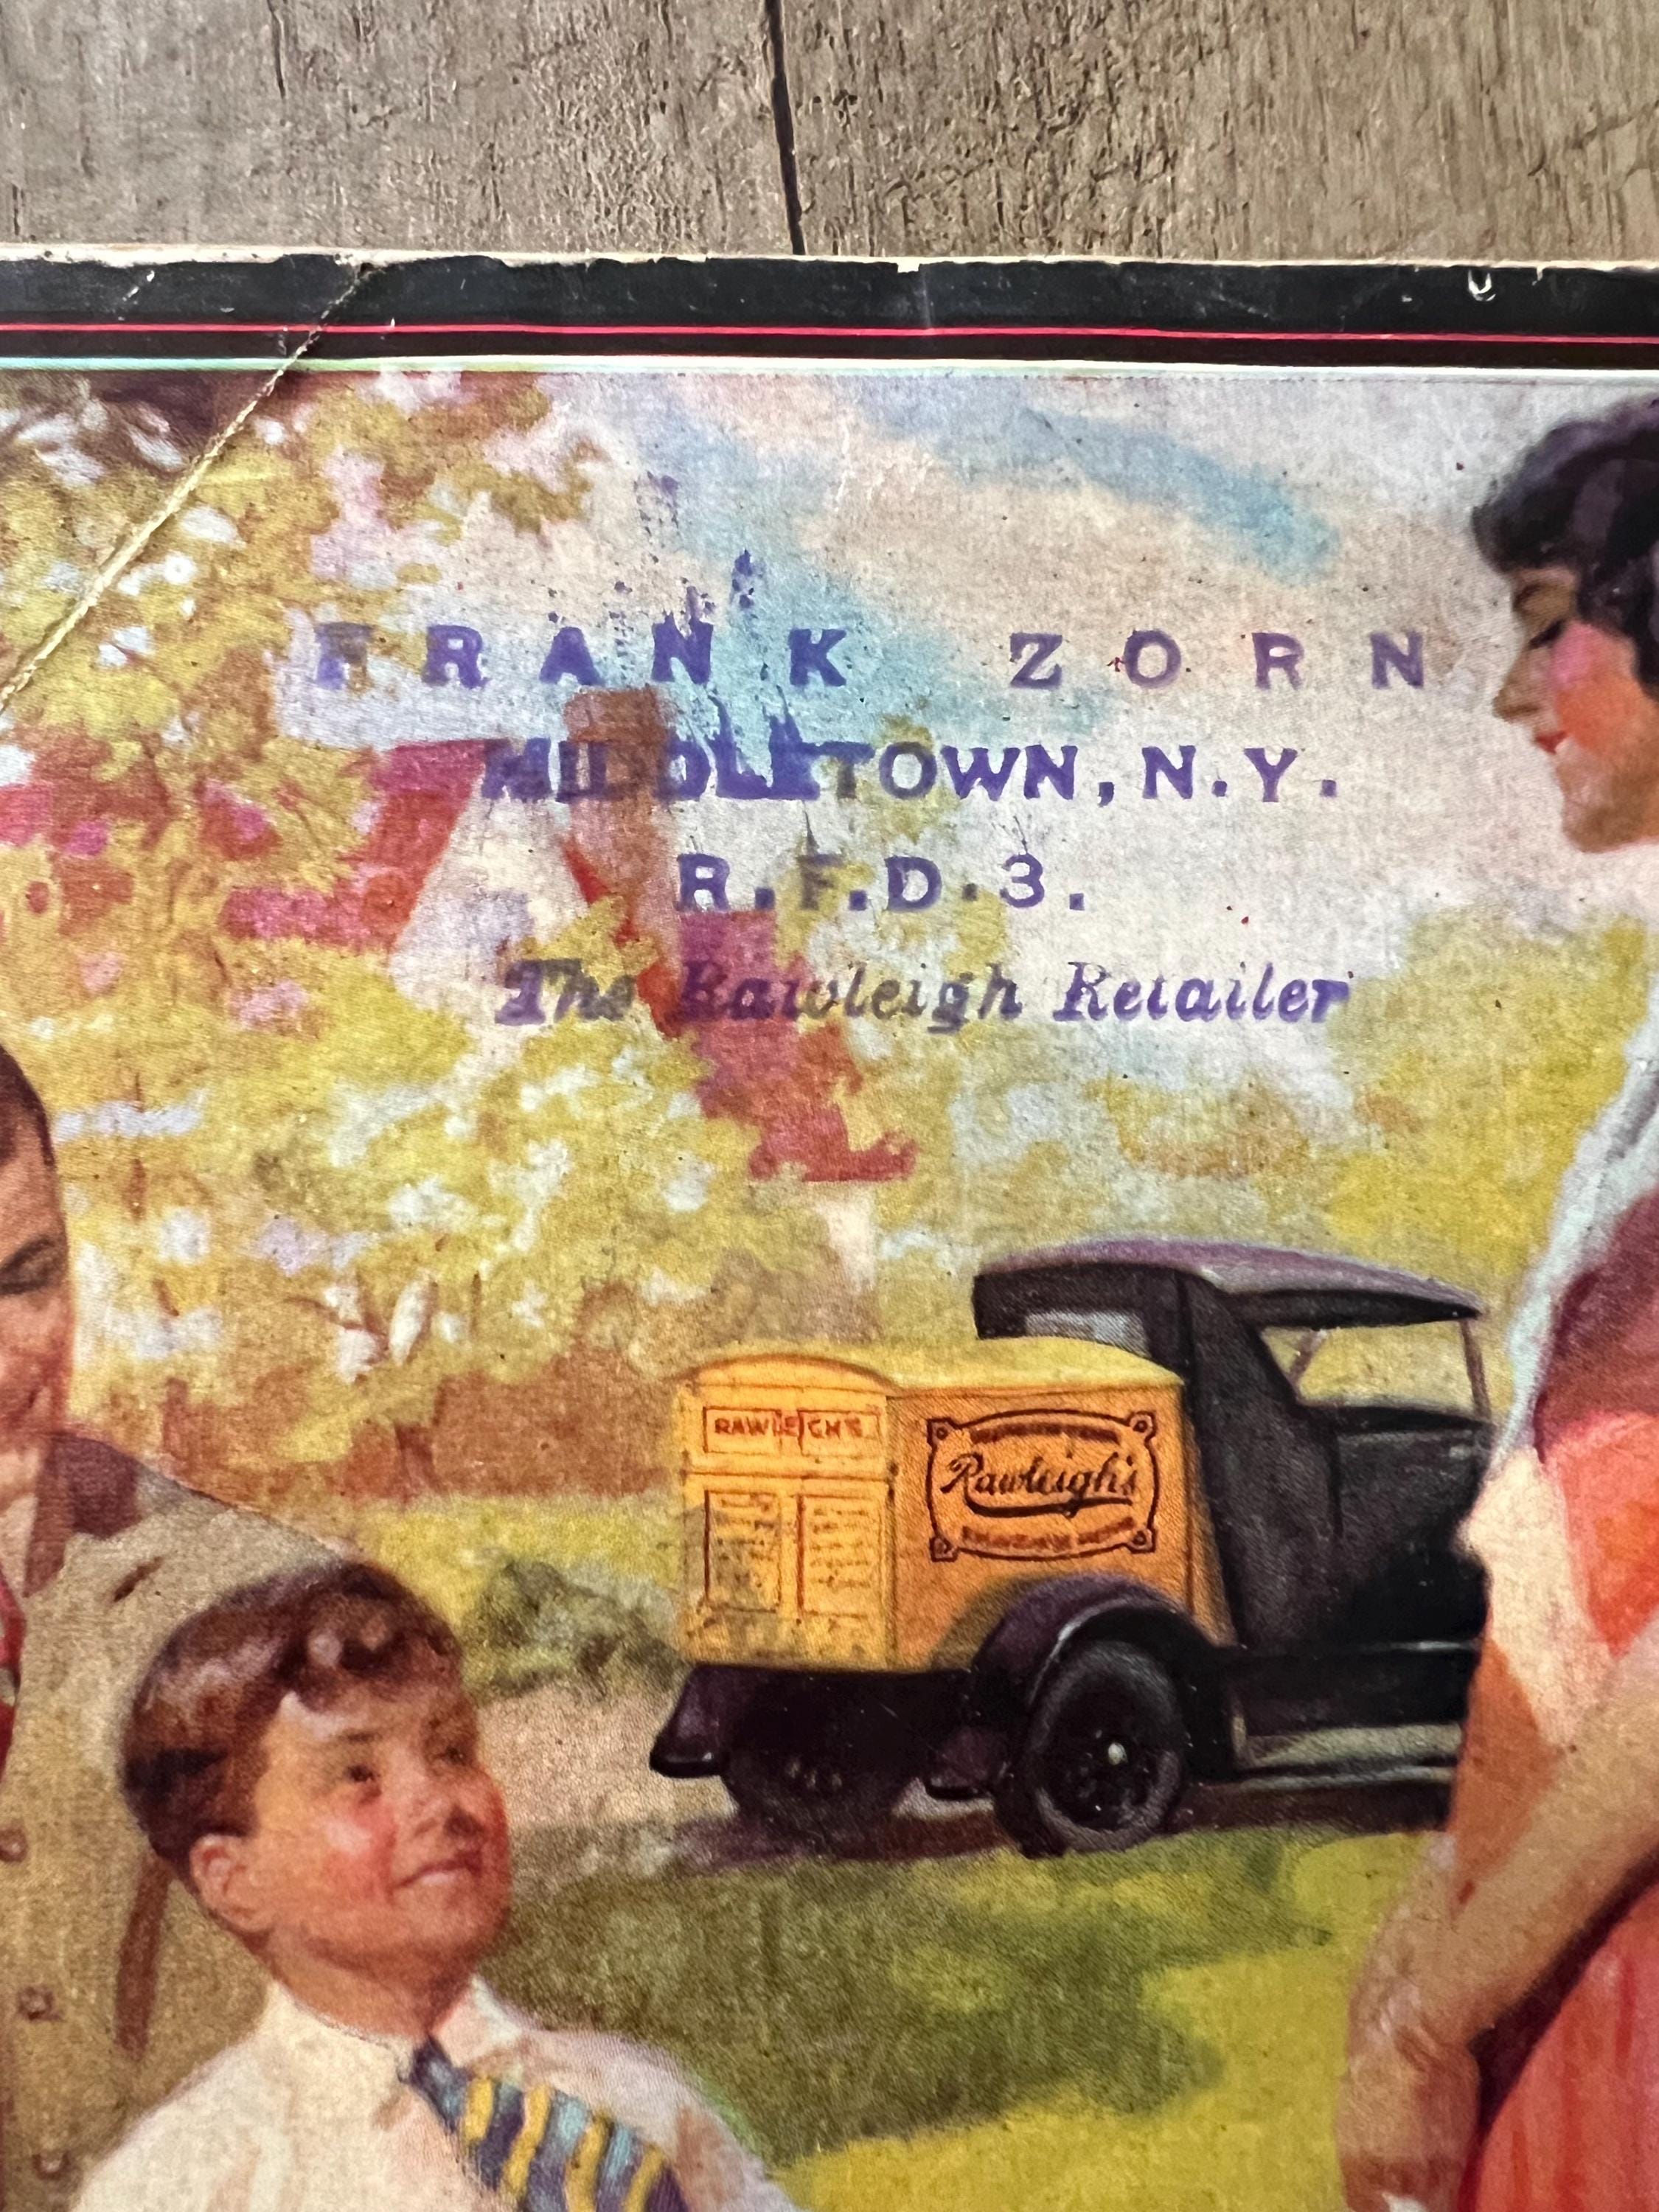 FRANK ZORN
MIDDLETOWN, N.Y.
R.F.D. 3.
The Rawleigh Retailer
RAWLEIGH'S
Rawleigh's